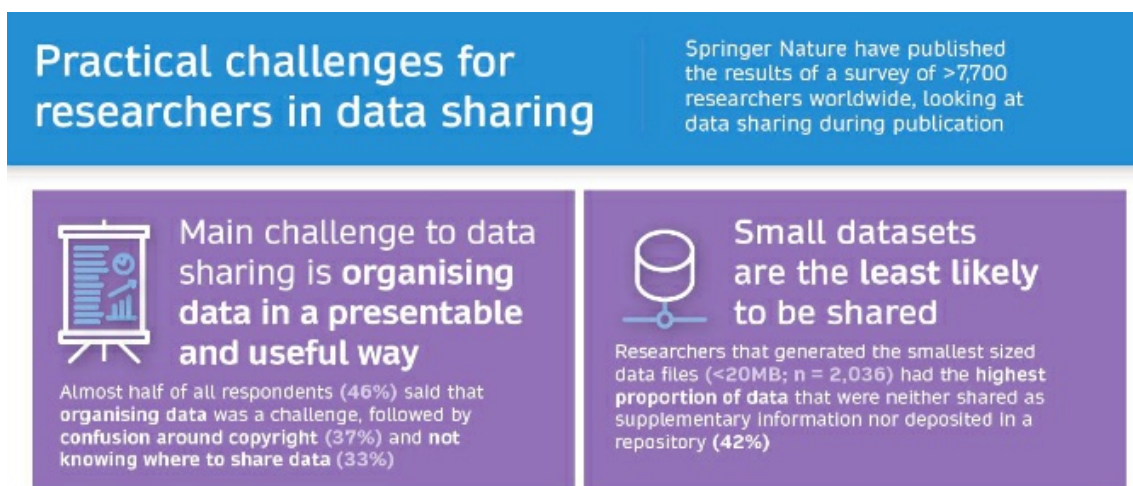 Practical challenges for
researchers in data sharing
Springer Nature have published
the results of a survey of >7,700
researchers worldwide, looking at
data sharing during publication
Main challenge to data
sharing is organising
data in a presentable
and useful way
Almost half of all respondents (46%) said that
organising data was a challenge, followed by
confusion around copyright (37%) and not
knowing where to share data (33%)
Small datasets
are the least likely
to be shared
Researchers that generated the smallest sized
data files (<20MB; n = 2,036) had the highest
proportion of data that were neither shared as
supplementary information nor deposited in a
repository (42%)